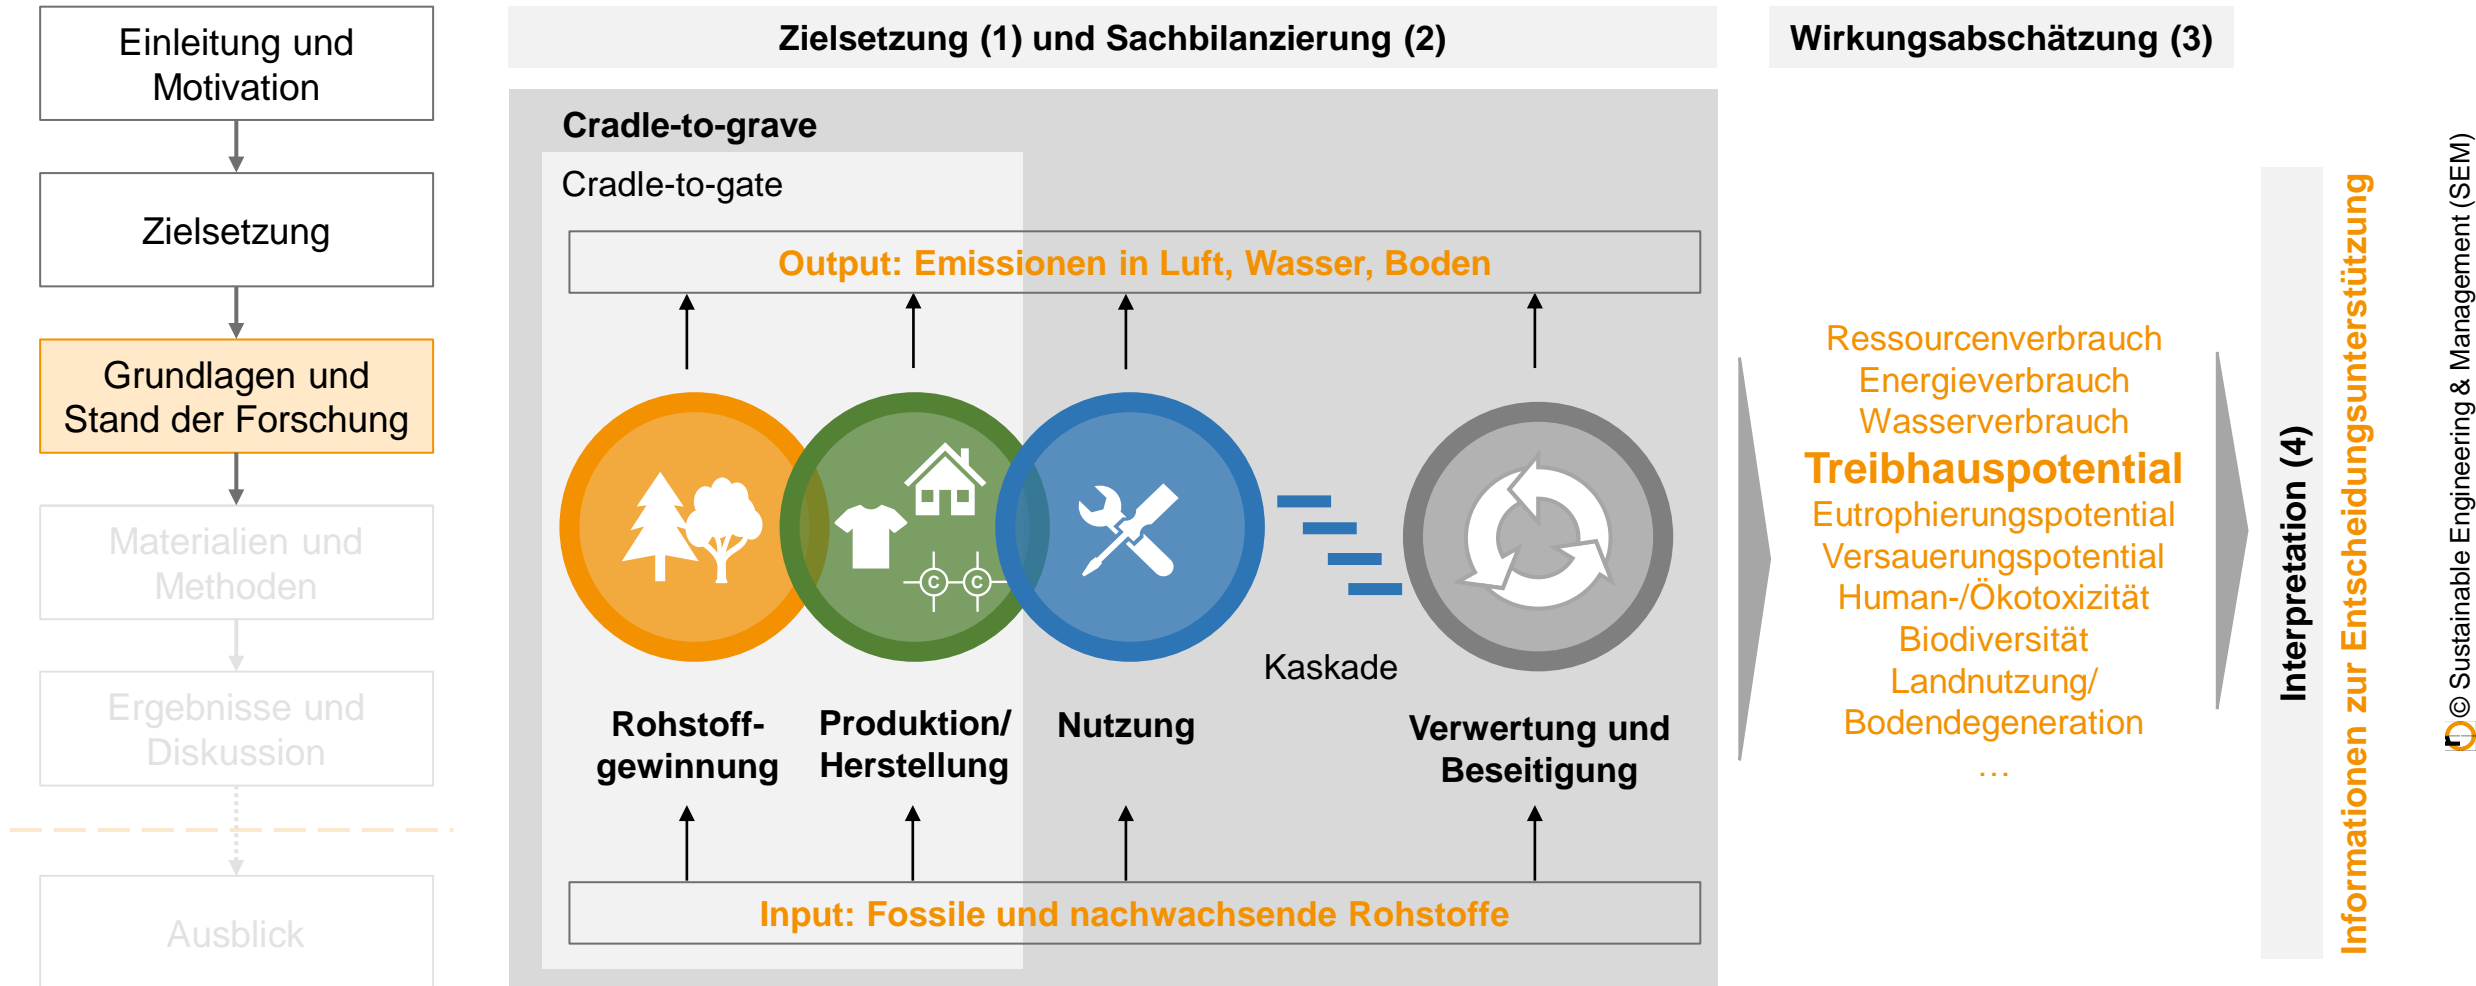 Einleitung und
Motivation
Zielsetzung
Grundlagen und
Stand der Forschung
Materialien und
Methoden
Ergebnisse und
Diskussion
Ausblick
Zielsetzung (1) und Sachbilanzierung (2)
Cradle-to-grave
Cradle-to-gate
Output: Emissionen in Luft, Wasser, Boden
C C
Kaskade
Rohstoff-
gewinnung
Produktion/
Herstellung
Nutzung
Verwertung und
Beseitigung
Input: Fossile und nachwachsende Rohstoffe
Wirkungsabschätzung (3)
Ressourcenverbrauch
Energieverbrauch
Wasserverbrauch
Treibhauspotential
Eutrophierungspotential
Versauerungspotential
Human-/Ökotoxizität
Biodiversität
Landnutzung/
Bodendegeneration
…
Interpretation (4)
Informationen zur Entscheidungsunterstützung
© Sustainable Engineering & Management (SEM)